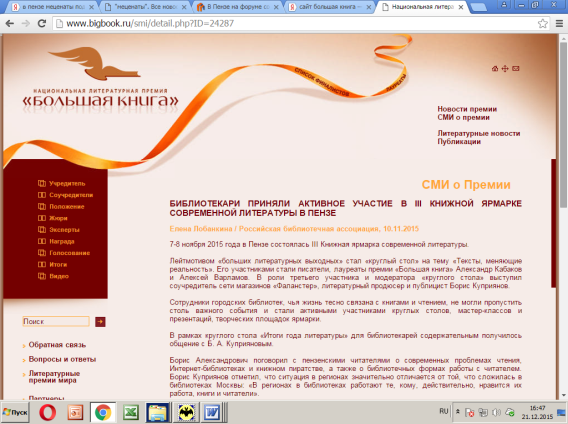 в пензе меценаты под
"меценаты". Все ново
В Пензе на форуме со
сайт большая книга —
Национальная литера
www.bigbook.ru/smi/detail.php?ID=24287
НАЦИОНАЛЬНАЯ ЛИТЕРАТУРНАЯ ПРЕМИЯ
«БОЛЬШАЯ КНИГА»
СПИСОК ФИНАЛИСТОВ
ЛАУРЕАТЫ
Новости премии
СМИ о премии
Литературные новости
Публикации
Учредитель
Соучредители
Положение
Жюри
Эксперты
Награда
Голосование
Итоги
Видео
Поиск
Обратная связь
Вопросы и ответы
Литературные
премии мира
Партнеры
СМИ о Премии
БИБЛИОТЕКАРИ ПРИНЯЛИ АКТИВНОЕ УЧАСТИЕ В III КНИЖНОЙ ЯРМАРКЕ
СОВРЕМЕННОЙ ЛИТЕРАТУРЫ В ПЕНЗЕ
Елена Лобанкина / Российская библиотечная ассоциация, 10.11.2015
7-8 ноября 2015 года в Пензе состоялась III Книжная ярмарка современной литературы.
Лейтмотивом «больших литературных выходных» стал «круглый стол» на тему «Тексты, меняющие
реальность». Его участниками стали писатели, лауреаты премии «Большая книга» Александр Кабаков
и Алексей Варламов. В роли третьего участника и модератора «круглого стола» выступил
соучредитель сети магазинов «Фаланстер», литературный продюсер и публицист Борис Куприянов.
Сотрудники городских библиотек, чья жизнь тесно связана с книгами и чтением, не могли пропустить
столь важного события и стали активными участниками круглых столов, мастер-классов и
презентаций, творческих площадок ярмарки.
В рамках круглого стола «Итоги года литературы» для библиотекарей содержательным получилось
общение с Б. А. Куприяновым.
Борис Александрович поговорил с пензенскими читателями о современных проблемах чтения,
Интернет-библиотеках и книжном пиратстве, а также о библиотечных формах работы с читателем.
Борис Куприянов отметил, что ситуация в регионах значительно отличается от той, что сложилась в
библиотеках Москвы: «В регионах в библиотеках работают те, кому, действительно, нравится их
работа, книги и читатели».
Пуск
RU
16:47
21.12.2015